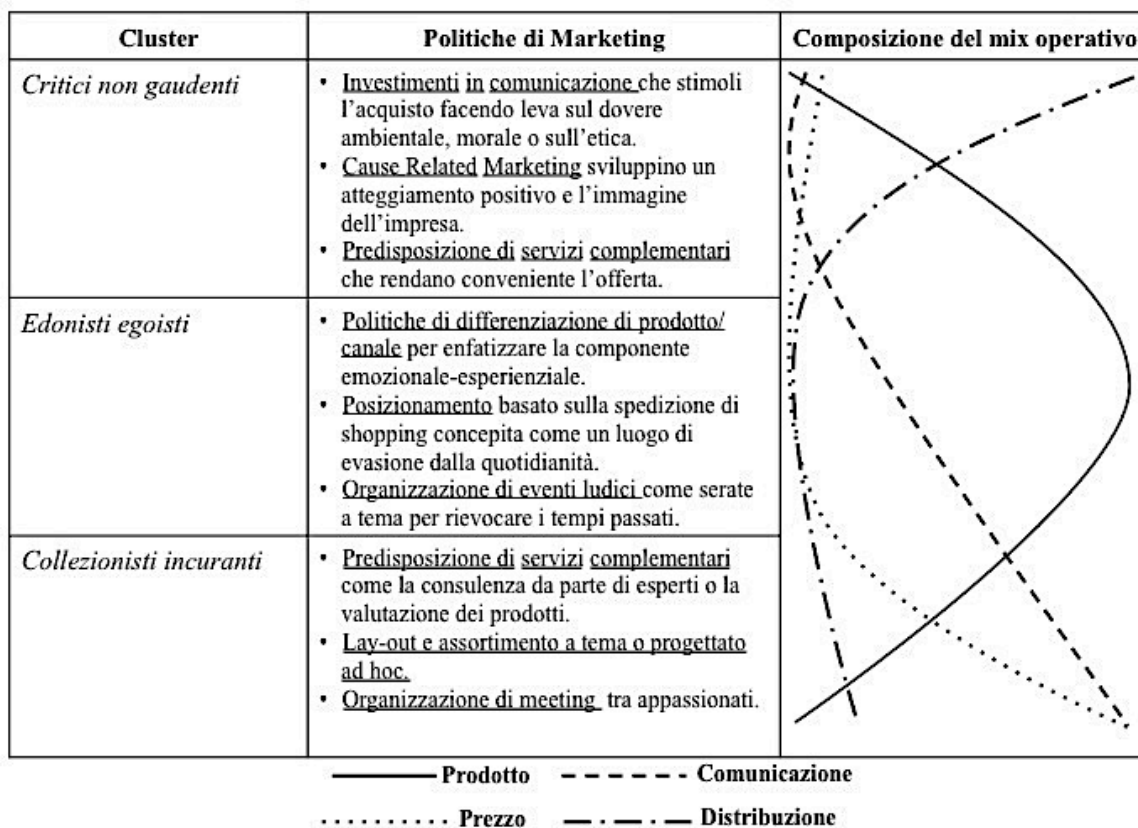 Cluster
Politiche di Marketing
Composizione del mix operativo
Critici non gaudenti
• Investimenti in comunicazione che stimoli
l'acquisto facendo leva sul dovere
ambientale, morale o sull'etica.
• Cause Related Marketing sviluppino un
atteggiamento positivo e l'immagine
dell'impresa.
• Predisposizione di servizi complementari
che rendano conveniente l'offerta.
Edonisti egoisti
• Politiche di differenziazione di prodotto/
canale per enfatizzare la componente
emozionale-esperienziale.
• Posizionamento basato sulla spedizione di
shopping concepita come un luogo di
evasione dalla quotidianità.
• Organizzazione di eventi ludici come serate
a tema per rievocare i tempi passati.
Collezionisti incuranti
• Predisposizione di servizi complementari
come la consulenza da parte di esperti o la
valutazione dei prodotti.
• Lay-out e assortimento a tema o progettato
ad hoc.
• Organizzazione di meeting tra appassionati.
Prodotto
Comunicazione
Prezzo
Distribuzione